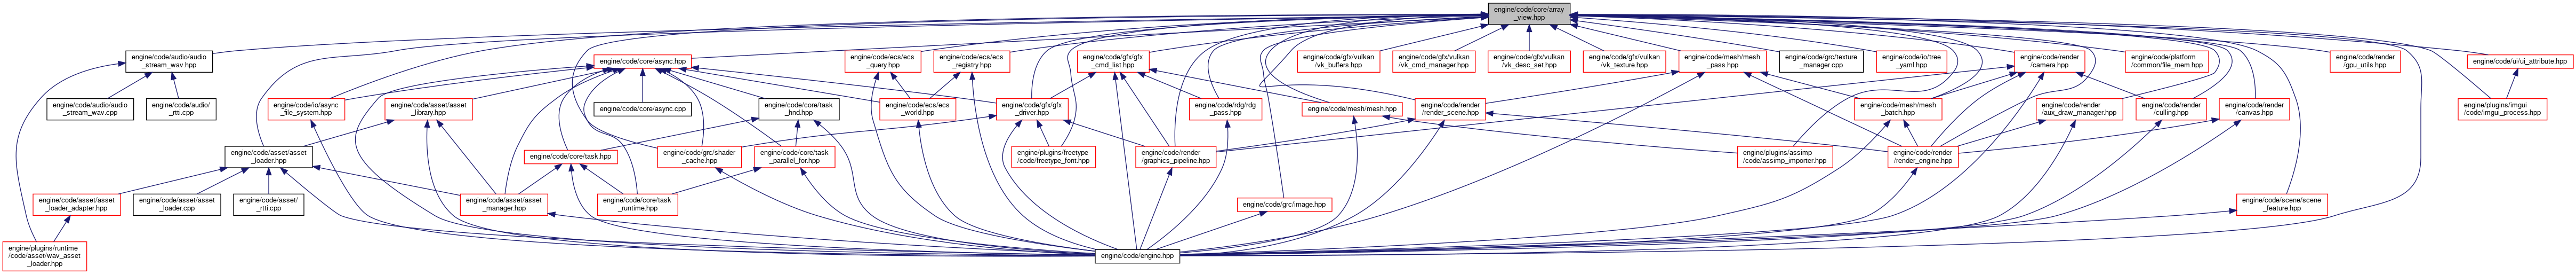 engine/code/core/array
_view.hpp
engine/code/audio/audio
_stream_wav.hpp
engine/code/core/async.hpp
engine/code/ecs/ecs
_query.hpp
engine/code/ecs/ecs
_registry.hpp
engine/code/gfx/gfx
_cmd_list.hpp
engine/code/gfx/vulkan
/vk_buffers.hpp
engine/code/gfx/vulkan
/vk_cmd_manager.hpp
engine/code/gfx/vulkan
/vk_desc_set.hpp
engine/code/gfx/vulkan
/vk_texture.hpp
engine/code/mesh/mesh
_pass.hpp
engine/code/grc/texture
_manager.cpp
engine/code/io/tree
_yaml.hpp
engine/code/render
/camera.hpp
engine/code/platform
/common/file_mem.hpp
engine/code/render
/gpu_utils.hpp
engine/code/ui/ui_attribute.hpp
engine/code/audio/audio
_stream_wav.cpp
engine/code/audio/
_rtti.cpp
engine/code/io/async
_file_system.hpp
engine/code/asset/asset
_library.hpp
engine/code/core/async.cpp
engine/code/core/task
_hnd.hpp
engine/code/ecs/ecs
_world.hpp
engine/code/gfx/gfx
_driver.hpp
engine/code/rdg/rdg
_pass.hpp
engine/code/mesh/mesh.hpp
engine/code/render
/render_scene.hpp
engine/code/mesh/mesh
_batch.hpp
engine/code/render
/aux_draw_manager.hpp
engine/code/render
/culling.hpp
engine/code/render
/canvas.hpp
engine/plugins/imgui
/code/imgui_process.hpp
engine/code/asset/asset
_loader.hpp
engine/code/core/task.hpp
engine/code/grc/shader
_cache.hpp
engine/code/core/task
_parallel_for.hpp
engine/plugins/freetype
/code/freetype_font.hpp
engine/code/render
/graphics_pipeline.hpp
engine/plugins/assimp
/code/assimp_importer.hpp
engine/code/render
/render_engine.hpp
engine/code/asset/asset
_loader_adapter.hpp
engine/code/asset/asset
_loader.cpp
engine/code/asset/
_rtti.cpp
engine/code/asset/asset
_manager.hpp
engine/code/core/task
_runtime.hpp
engine/code/grc/image.hpp
engine/code/scene/scene
_feature.hpp
engine/plugins/runtime
/code/asset/wav_asset
_loader.hpp
engine/code/engine.hpp